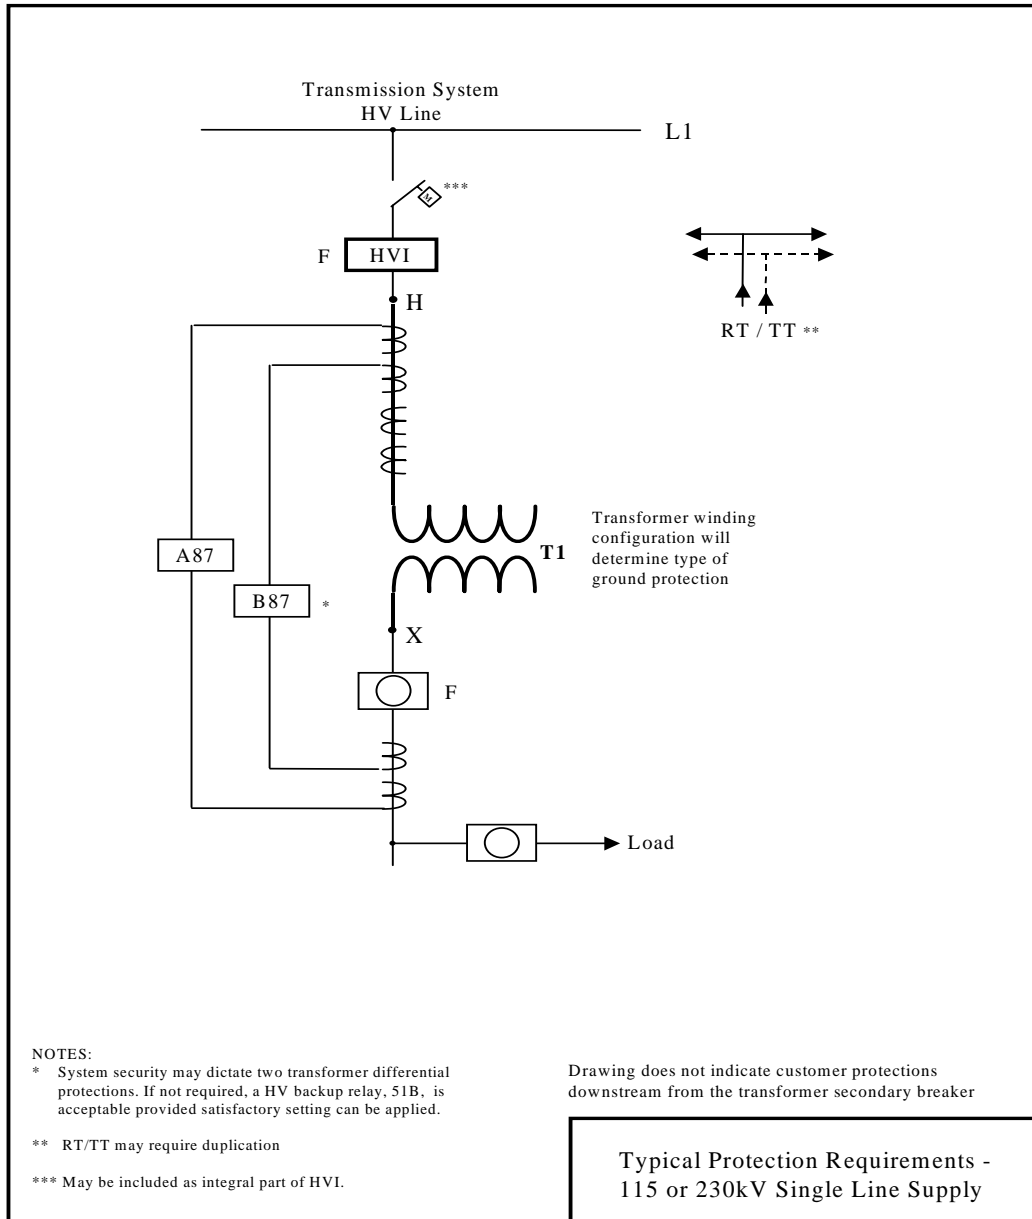 Transmission System
HV Line
L1
M
***
F
HVI
H
RT / TT **
A87
B87
*
Transformer winding
configuration will
determine type of
ground protection
T1
X
F
Load
NOTES:
* System security may dictate two transformer differential
protections. If not required, a HV backup relay, 51B, is
acceptable provided satisfactory setting can be applied.
** RT/TT may require duplication
*** May be included as integral part of HVI.
Drawing does not indicate customer protections
downstream from the transformer secondary breaker
Typical Protection Requirements -
115 or 230kV Single Line Supply